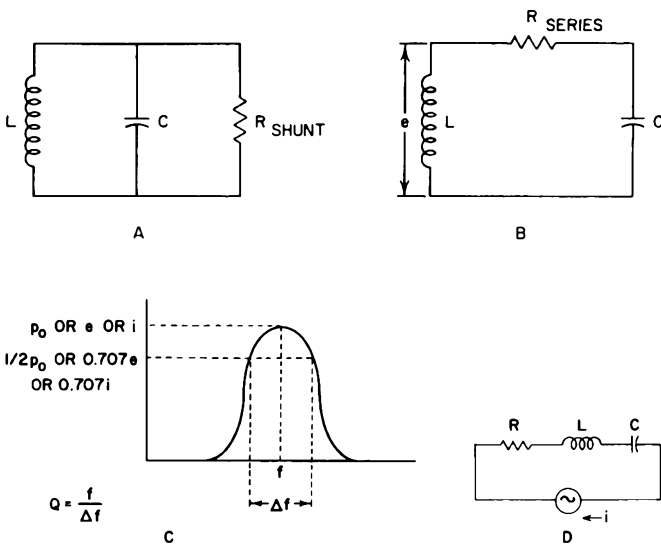 L
C
R SHUNT
A
e
L
R SERIES
C
B
p₀ OR e OR i
1/2p₀ OR 0.707e
OR 0.707i
f
Δf
Q = f/Δf
C
R
L
C
i
D